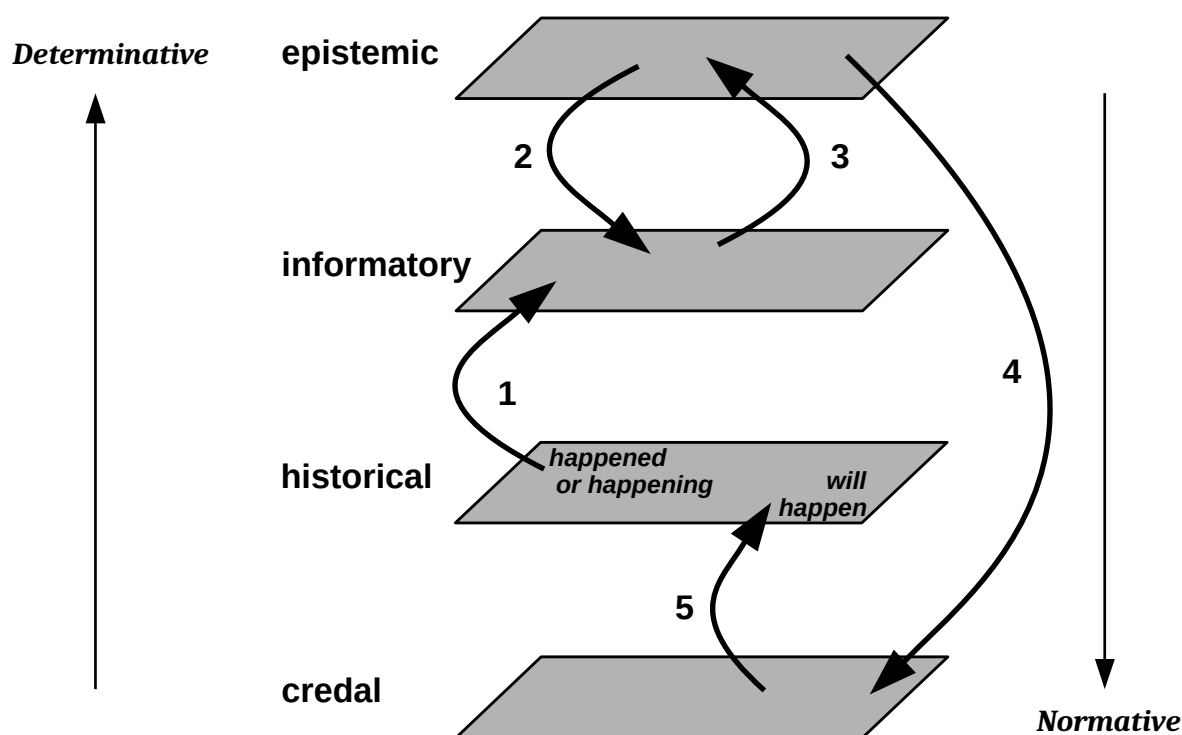 Determinative
epistemic
2
3
informatory
4
1
historical
happened
or happening
will
happen
5
credal
Normative